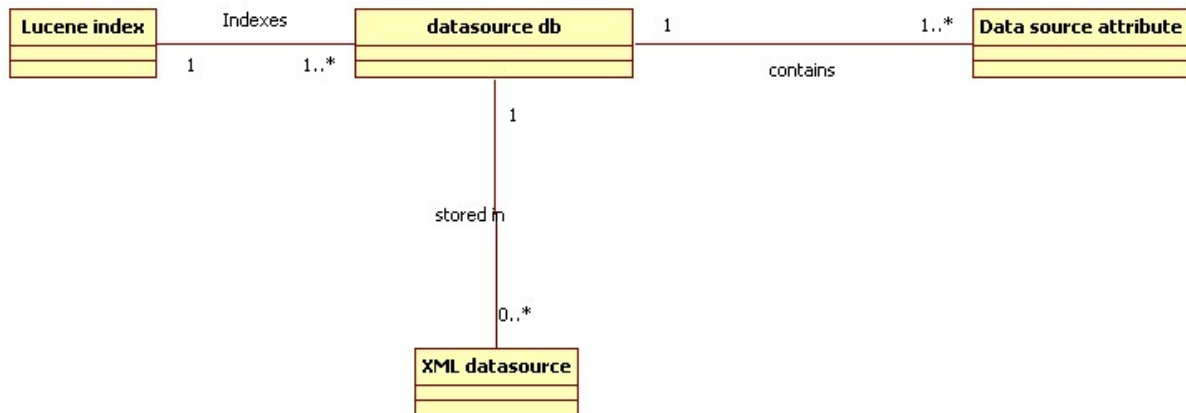 Lucene index
Indexes
datasource db
1
1..*
Data source attribute
1
1..*
contains
1
stored in
0..*
XML datasource